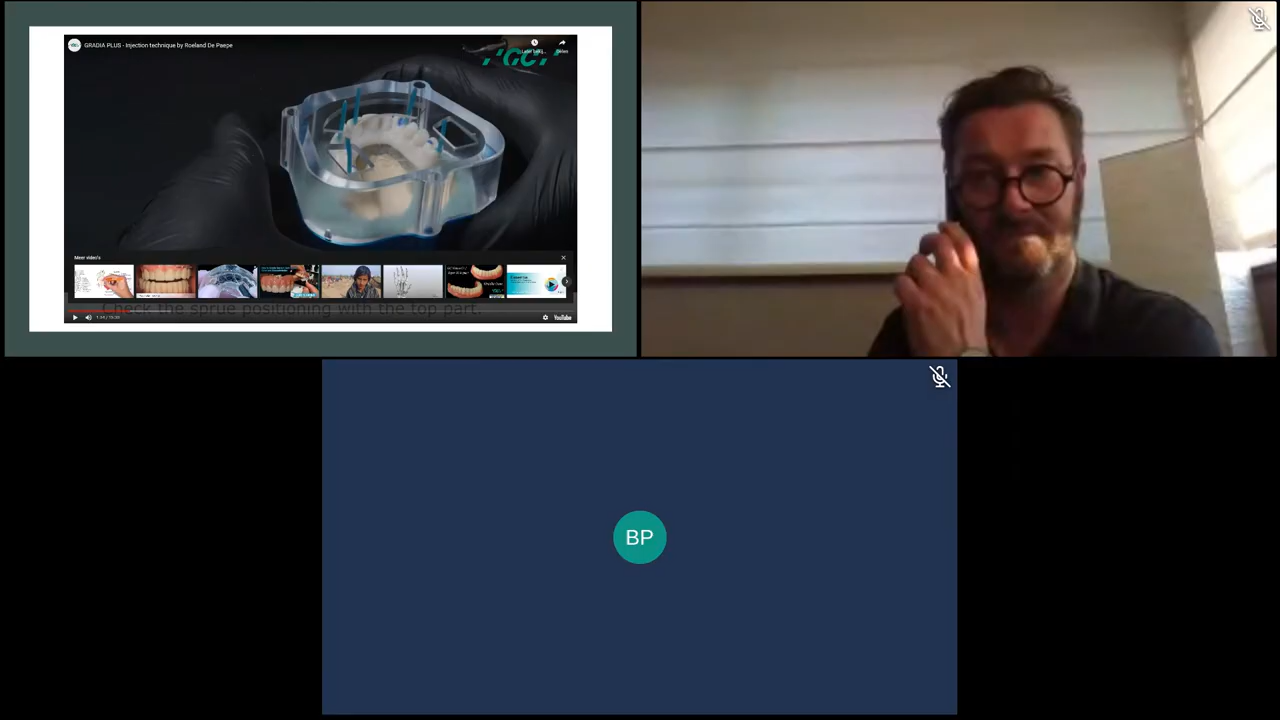 GRADIA PLUS - Injection technique by Roeland De Paepe
GC
Meer video's
Check the sprue positioning with the top part.
YouTube
BP